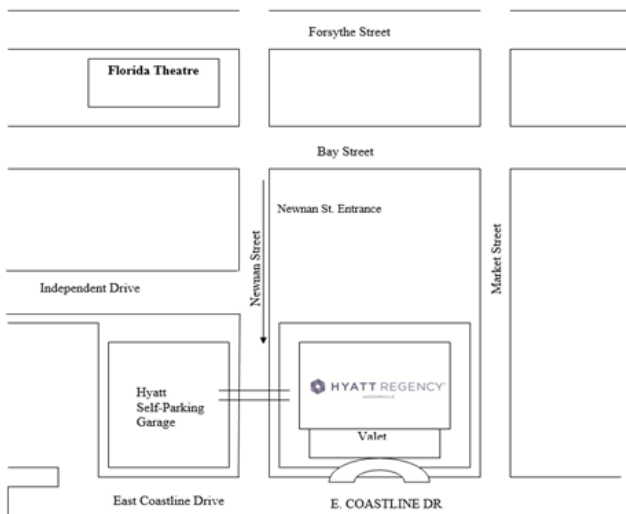 Forsythe Street
Florida Theatre
Bay Street
Newnan St. Entrance
Newnan Street
Market Street
Independent Drive
Hyatt
Self-Parking
Garage
HYATT REGENCY
JACKSONVILLE
Valet
East Coastline Drive
E. COASTLINE DR